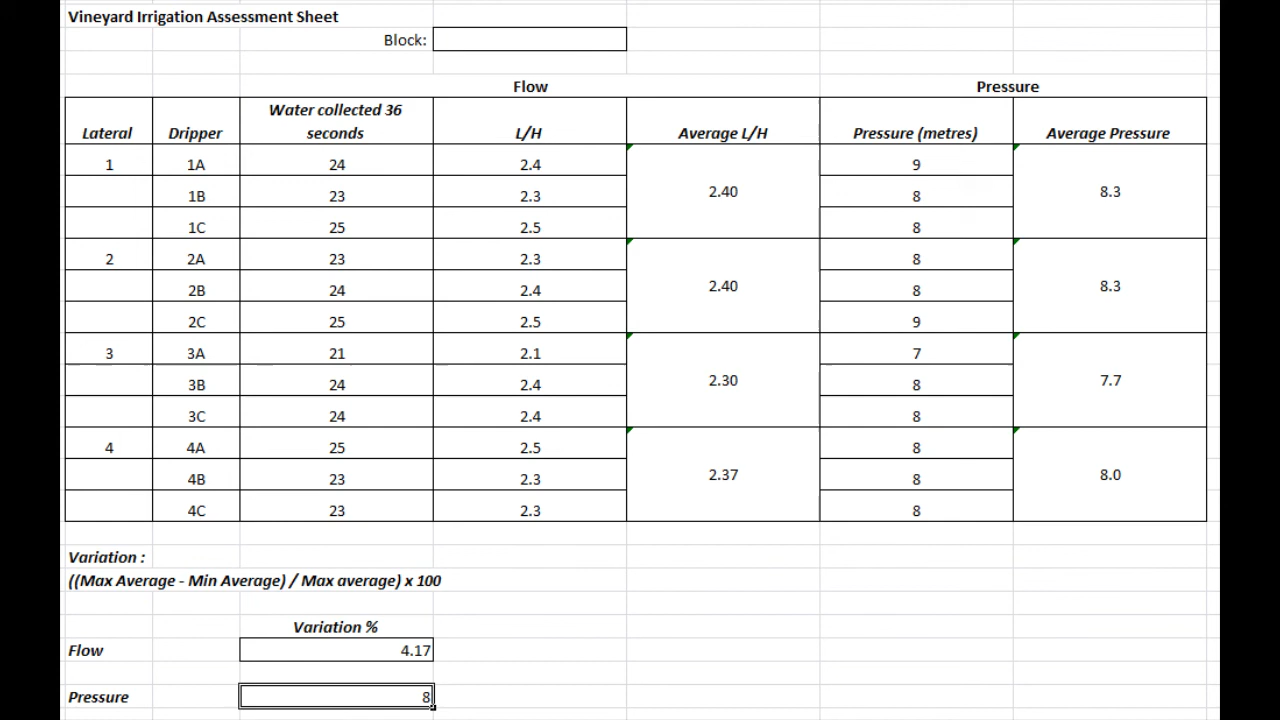 Vineyard Irrigation Assessment Sheet
Block:
Flow Pressure
Water collected 36
Lateral Dripper seconds L/H Average L/H Pressure (metres) Average Pressure
1 1A 24 2.4 9
2.40 8.3
1B 23 2.3 8
1C 25 2.5 8
2 2A 23 2.3 8
2.40 8.3
2B 24 2.4 8
2C 25 2.5 9
3 3A 21 2.1 7
2.30 7.7
3B 24 2.4 8
3C 24 2.4 8
4 4A 25 2.5 8
2.37 8.0
4B 23 2.3 8
4C 23 2.3 8
Variation :
((Max Average - Min Average) / Max average) x 100
Variation %
Flow 4.17
Pressure 8